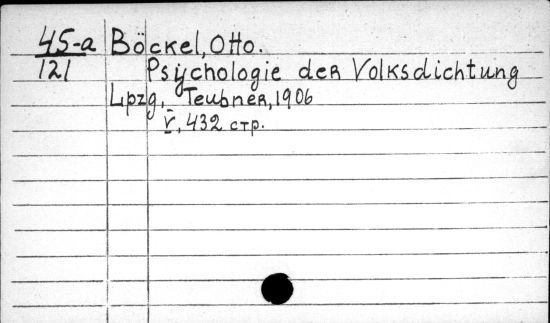 45-a Böckel, Otto.
121 Psychologie der Volksdichtung
Lpzg, Teubner, 1906
V, 432 стр.